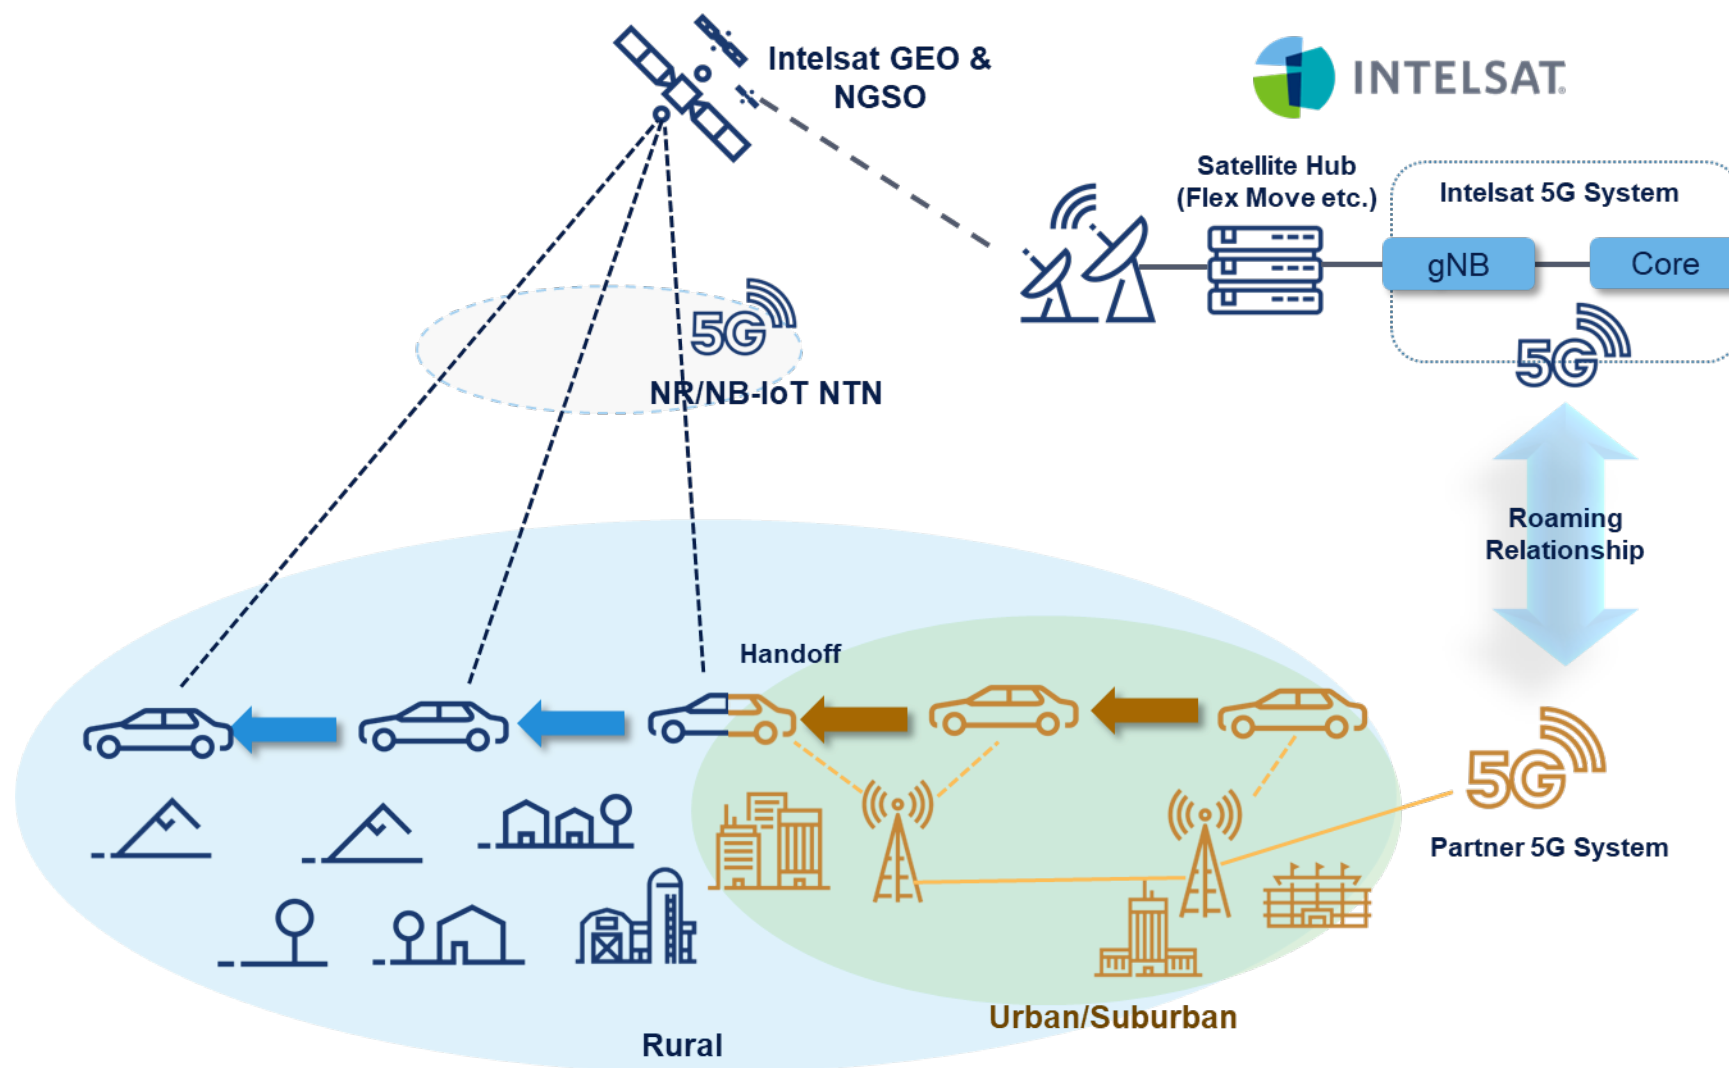 Intelsat GEO &
NGSO
INTELSAT®
Satellite Hub
(Flex Move etc.)
Intelsat 5G System
gNB
Core
5G
5G
NR/NB-IoT NTN
Roaming
Relationship
Handoff
5G
Partner 5G System
Urban/Suburban
Rural